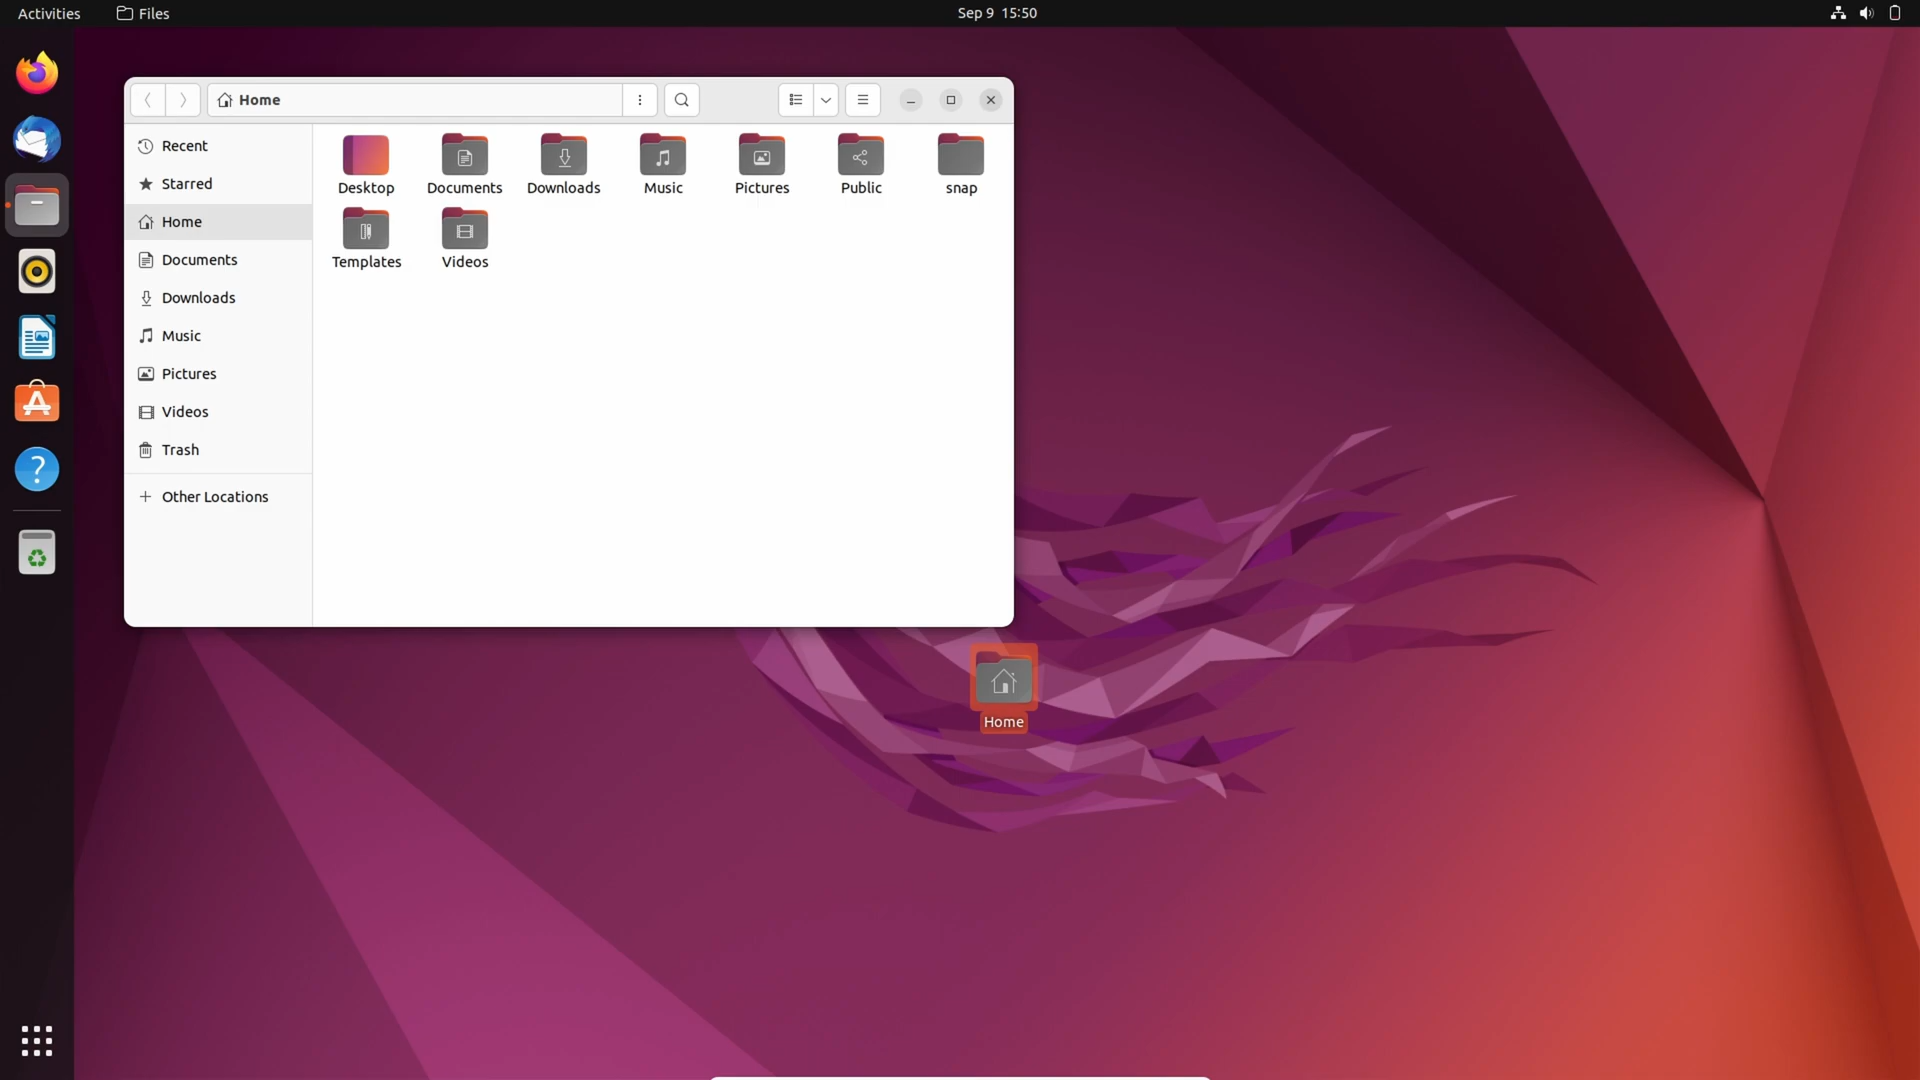 Activities Files Sep 9 15:50
Home
Recent
Starred
Home
Documents
Downloads
Music
Pictures
Videos
Trash
Other Locations
Desktop Documents Downloads Music Pictures Public snap
Templates Videos
Home